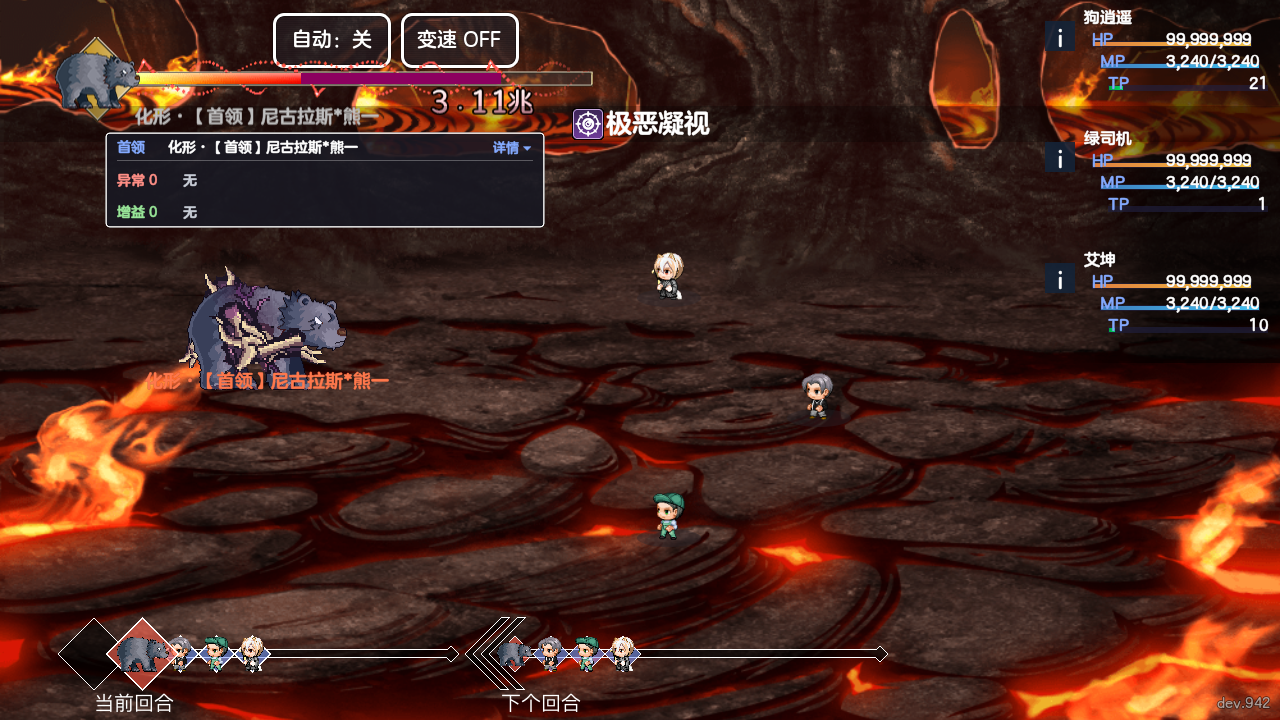 自动：关
变速 OFF
3．11兆
化形·【首领】尼古拉斯*熊一
极恶凝视
首领 化形·【首领】尼古拉斯*熊一 详情
异常 0 无
增益 0 无
狗逍遥
HP 99,999,999
MP 3,240/3,240
TP 21
绿司机
HP 99,999,999
MP 3,240/3,240
TP 1
艾坤
HP 99,999,999
MP 3,240/3,240
TP 10
化形·【首领】尼古拉斯*熊一
当前回合
下个回合
dev.942